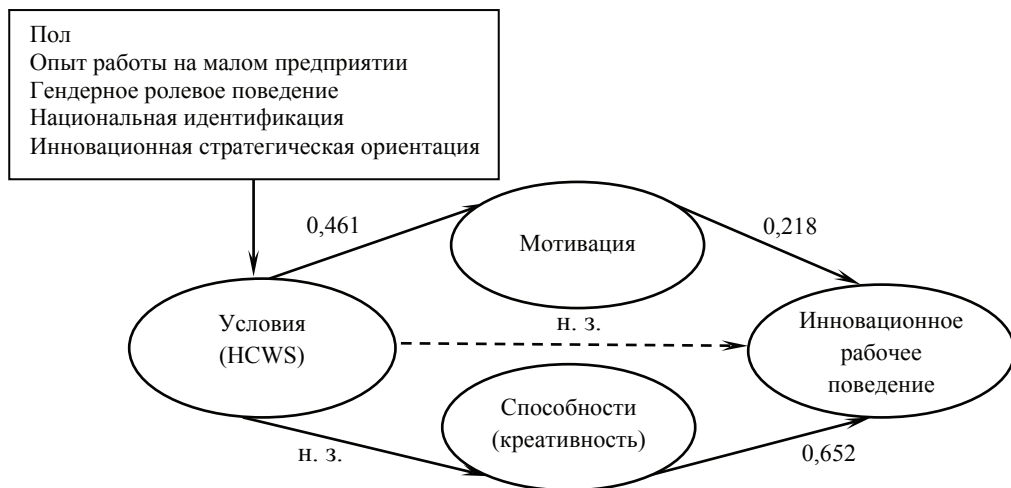 Пол
Опыт работы на малом предприятии
Гендерное ролевое поведение
Национальная идентификация
Инновационная стратегическая ориентация
0,461
Мотивация
0,218
Условия
(HCWS)
н. з.
Инновационное
рабочее
поведение
Способности
(креативность)
н. з.
0,652